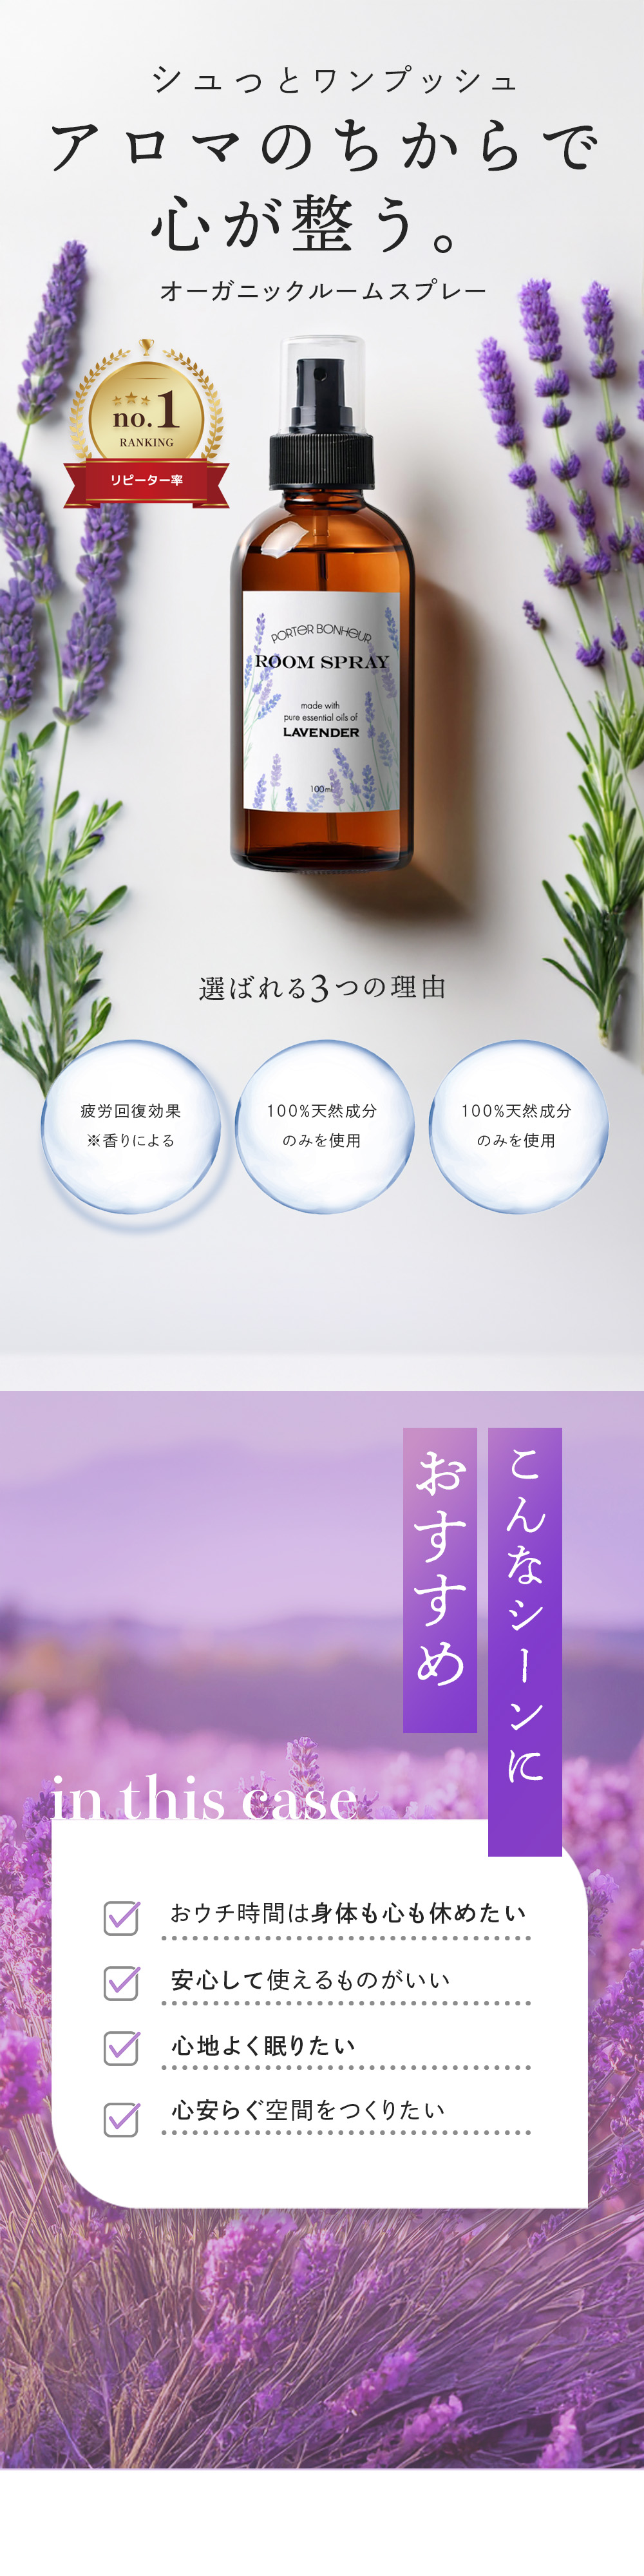 シュっとワンプッシュ
アロマのちからで
心が整う。
オーガニックルームスプレー
no.1
RANKING
リピーター率
PORTER BONHEUR
ROOM SPRAY
made with
pure essential oils of
LAVENDER
100ml
選ばれる3つの理由
疲労回復効果
※香りによる
100%天然成分
のみを使用
100%天然成分
のみを使用
こんなシーンに
おすすめ
in this case
おウチ時間は身体も心も休めたい
安心して使えるものがいい
心地よく眠りたい
心安らぐ空間をつくりたい